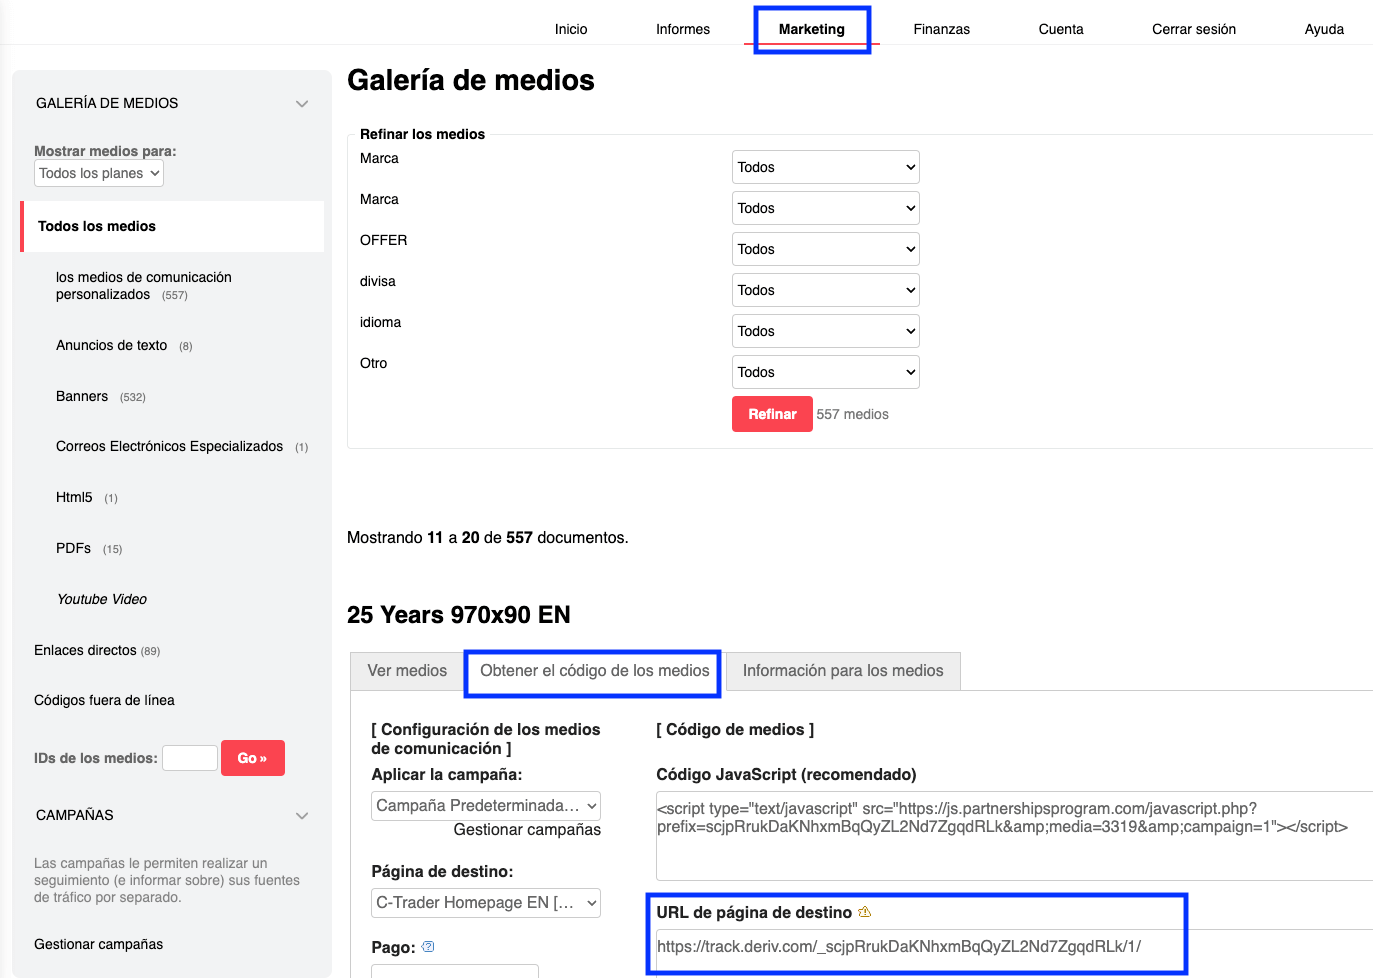 Inicio
Informes
Marketing
Finanzas
Cuenta
Cerrar sesión
Ayuda
GALERÍA DE MEDIOS
Mostrar medios para:
Todos los planes
Todos los medios
los medios de comunicación
personalizados (557)
Anuncios de texto (8)
Banners (532)
Correos Electrónicos Especializados (1)
Html5 (1)
PDFs (15)
Youtube Video
Enlaces directos (89)
Códigos fuera de línea
IDs de los medios:
Go »
CAMPAÑAS
Las campañas le permiten realizar un
seguimiento (e informar sobre) sus fuentes
de tráfico por separado.
Gestionar campañas
Galería de medios
Refinar los medios
Marca Todos
Marca Todos
OFFER Todos
divisa Todos
idioma Todos
Otro Todos
Refinar 557 medios
Mostrando 11 a 20 de 557 documentos.
25 Years 970x90 EN
Ver medios
Obtener el código de los medios
Información para los medios
[ Configuración de los medios
de comunicación ]
Aplicar la campaña:
Campaña Predeterminada...
Gestionar campañas
Página de destino:
C-Trader Homepage EN [...
Pago:
[ Código de medios ]
Código JavaScript (recomendado)
<script type="text/javascript" src="https://js.partnershipsprogram.com/javascript.php?
prefix=scjpRrukDaKNhxmBqQyZL2Nd7ZgqdRLk&amp;media=3319&amp;campaign=1"></script>
URL de página de destino
https://track.deriv.com/_scjpRrukDaKNhxmBqQyZL2Nd7ZgqdRLk/1/